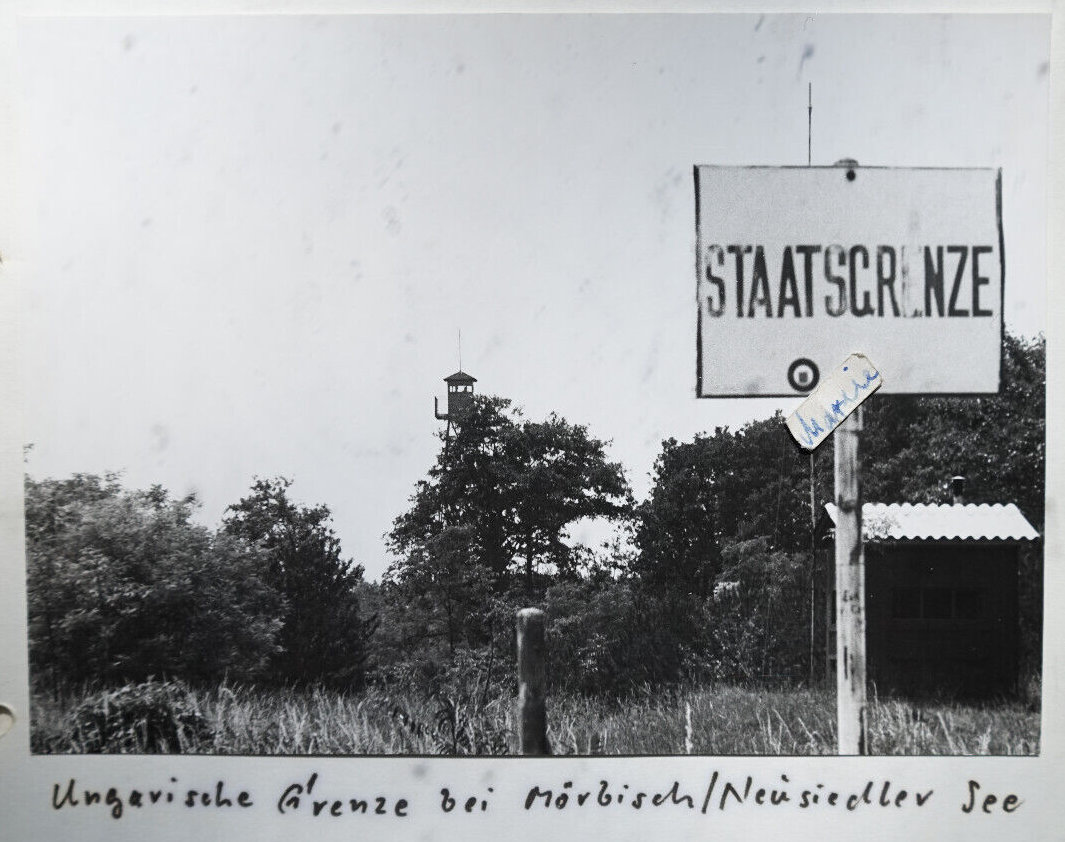 STAATSGRENZE
Ungarische Grenze bei Mörbisch/Neusiedler See